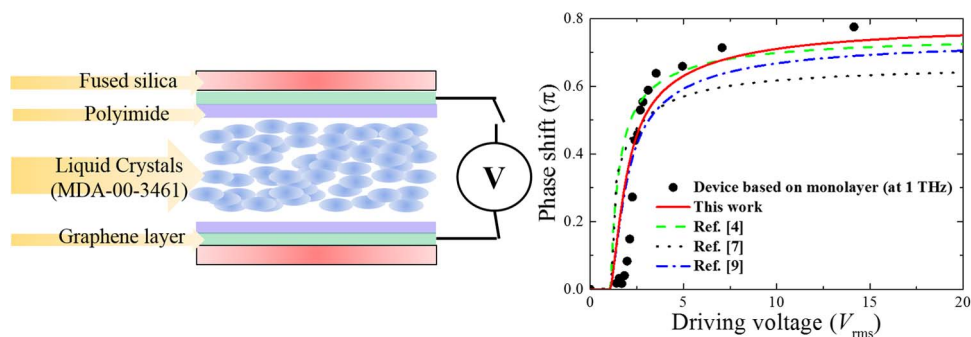 Fused silica
Polyimide
Liquid Crystals
(MDA-00-3461)
Graphene layer
V
Phase shift (π)
0.8
0.6
0.4
0.2
0.0
Device based on monolayer (at 1 THz)
This work
Ref. [4]
Ref. [7]
Ref. [9]
0 5 10 15 20
Driving voltage (Vrms)